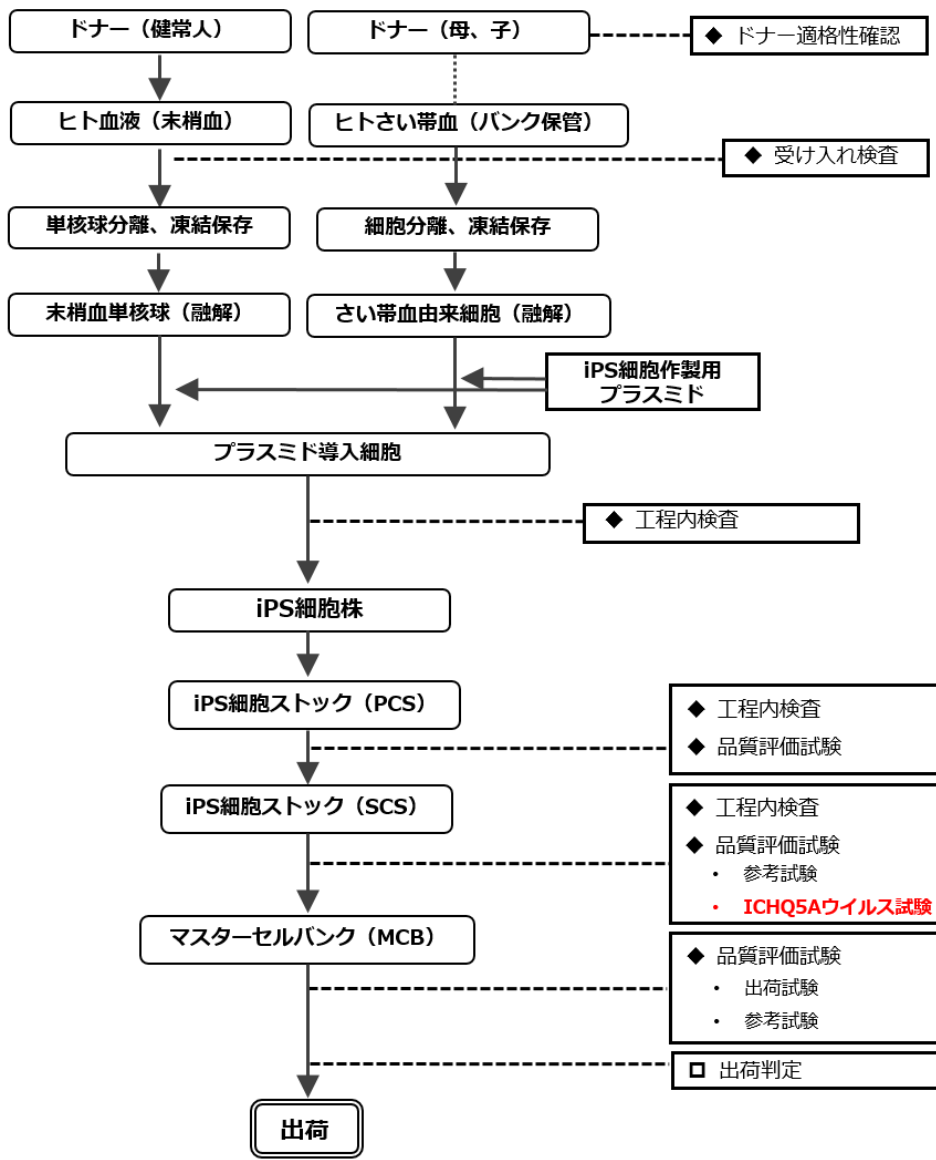 ドナー（健常人）
ドナー（母、子）
◆ ドナー適格性確認
ヒト血液（末梢血）
ヒトさい帯血（バンク保管）
◆ 受け入れ検査
単核球分離、凍結保存
細胞分離、凍結保存
末梢血単核球（融解）
さい帯血由来細胞（融解）
iPS細胞作製用
プラスミド
プラスミド導入細胞
◆ 工程内検査
iPS細胞株
iPS細胞ストック（PCS）
◆ 工程内検査
◆ 品質評価試験
iPS細胞ストック（SCS）
◆ 工程内検査
◆ 品質評価試験
・ 参考試験
・ ICHQ5Aウイルス試験
マスターセルバンク（MCB）
◆ 品質評価試験
・ 出荷試験
・ 参考試験
□ 出荷判定
出荷